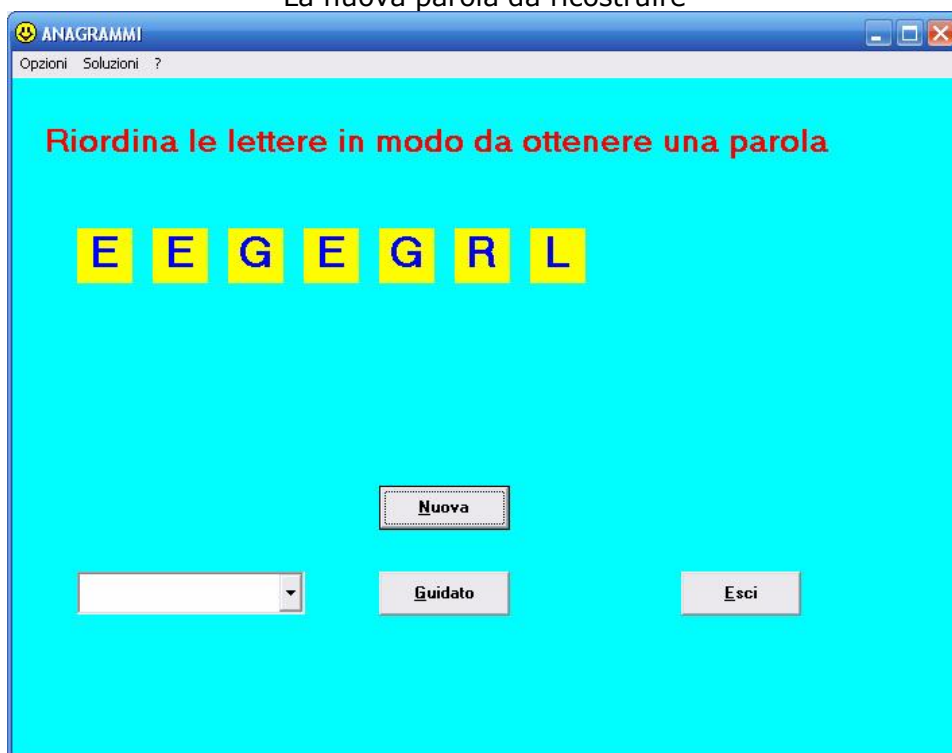 La nuova parola da ricostruire
ANAGRAMMI
Opzioni Soluzioni ?
Riordina le lettere in modo da ottenere una parola
E E G E G R L
Nuova
Guidato Esci